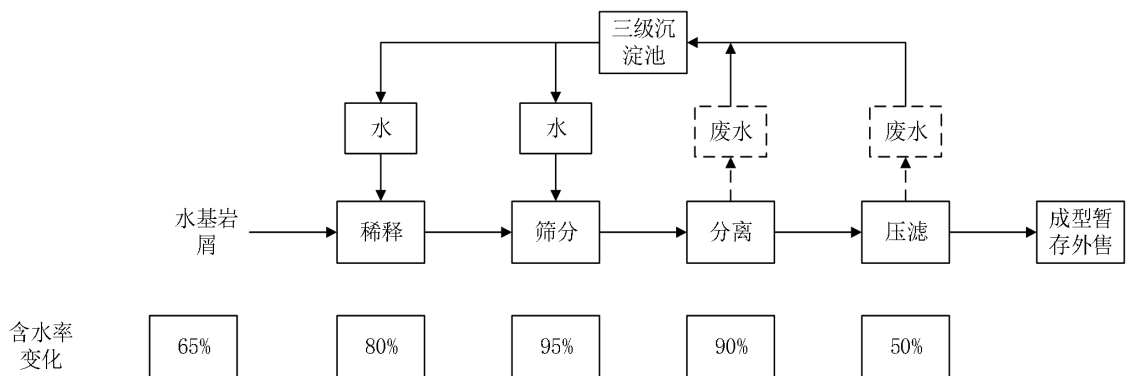 三级沉
淀池
水
水
废水
废水
水基岩
屑
稀释
筛分
分离
压滤
成型暂
存外售
含水率
变化
65%
80%
95%
90%
50%